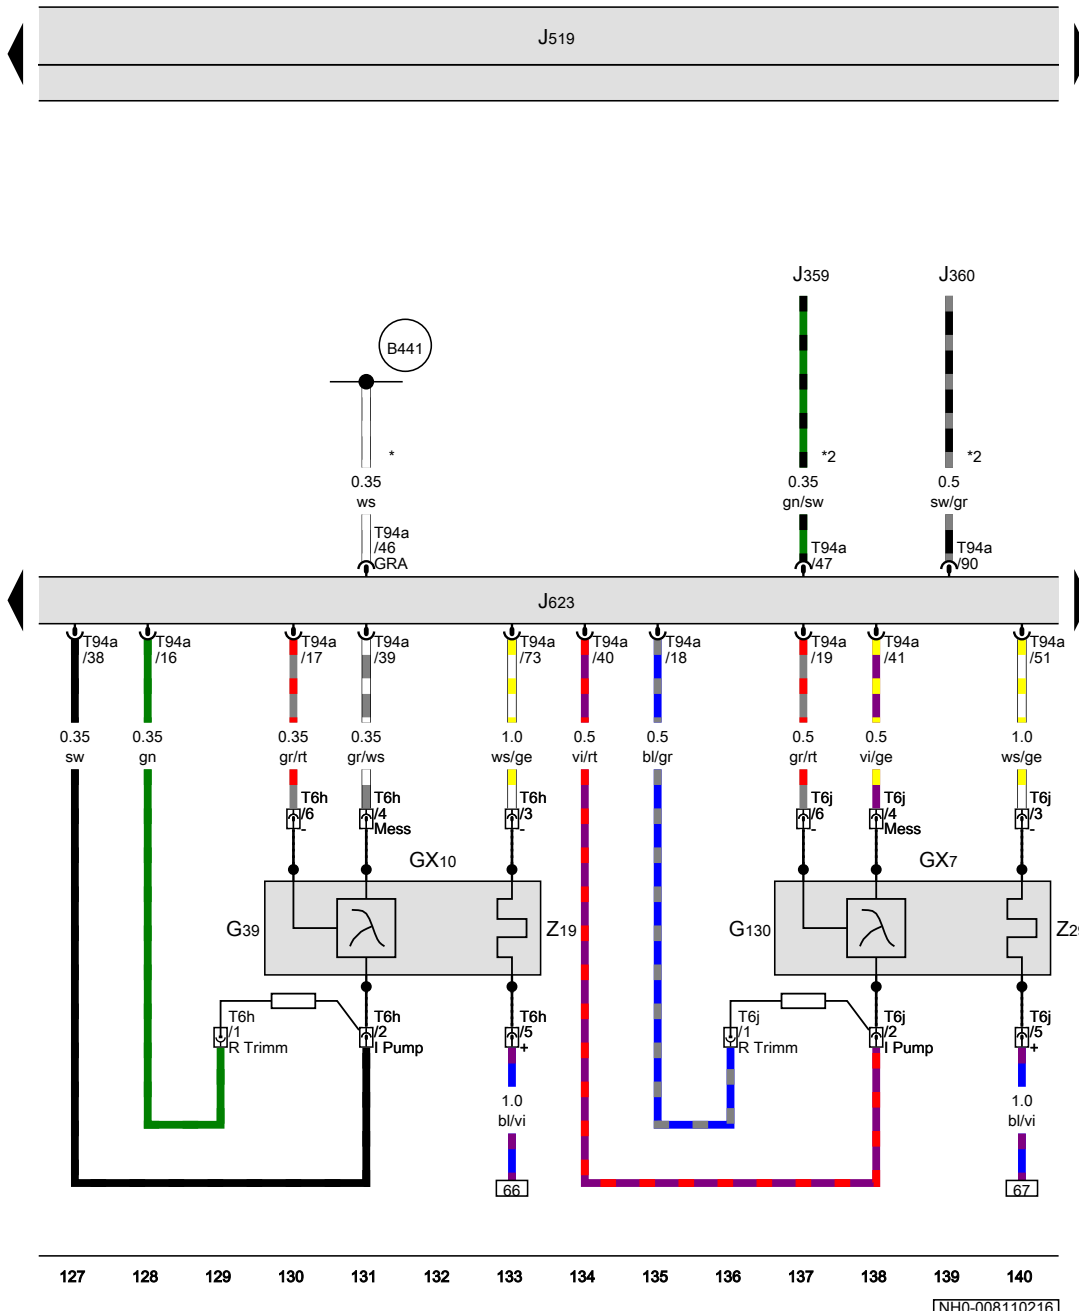 J519
J359 J360
B441
* *2 *2
0.35 0.35 0.5
ws gn/sw sw/gr
T94a T94a T94a
/46 /47 /90
GRA
J623
T94a T94a T94a T94a T94a T94a T94a T94a T94a T94a
/38 /16 /17 /39 /73 /40 /18 /19 /41 /51
0.35 0.35 0.35 0.35 1.0 0.5 0.5 0.5 0.5 1.0
sw gn gr/rt gr/ws ws/ge vi/rt bl/gr gr/rt vi/ge ws/ge
T6h T6h T6h T6j T6j T6j
/6 /4 /3 /6 /4 /3
- Mess - - Mess -
GX10 GX7
G39 Z19 G130
T6h T6h T6h T6j T6j T6j
/1 /2 /5 /1 /2 /5
R Trimm I Pump + R Trimm I Pump +
1.0 1.0
bl/vi bl/vi
66 67
127 128 129 130 131 132 133 134 135 136 137 138 139 140
NH0-008110216